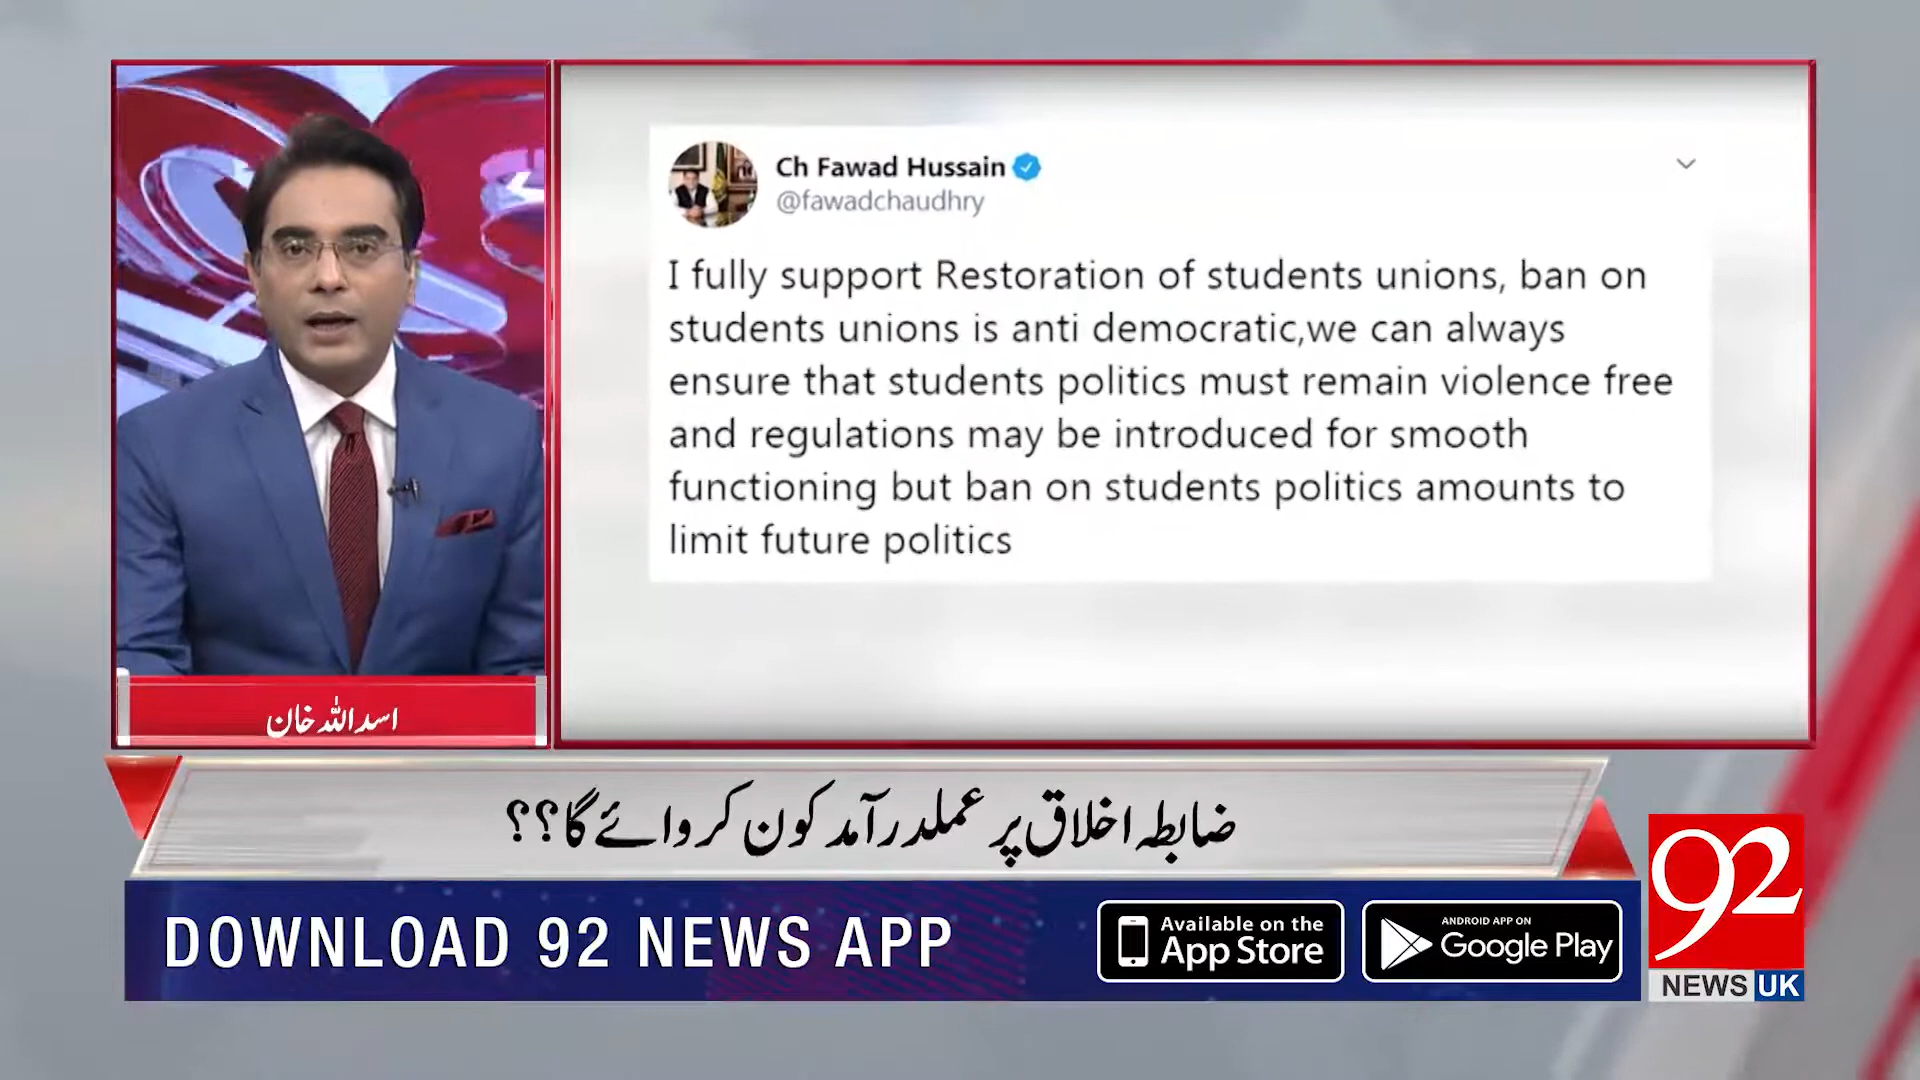 Ch Fawad Hussain
@fawadchaudhry
I fully support Restoration of students unions, ban on
students unions is anti democratic,we can always
ensure that students politics must remain violence free
and regulations may be introduced for smooth
functioning but ban on students politics amounts to
limit future politics
اسد اللہ خان
ضابطہ اخلاق پر عملدرآمد کون کروائے گا؟؟
DOWNLOAD 92 NEWS APP
Available on the
App Store
ANDROID APP ON
Google Play
92
NEWS UK